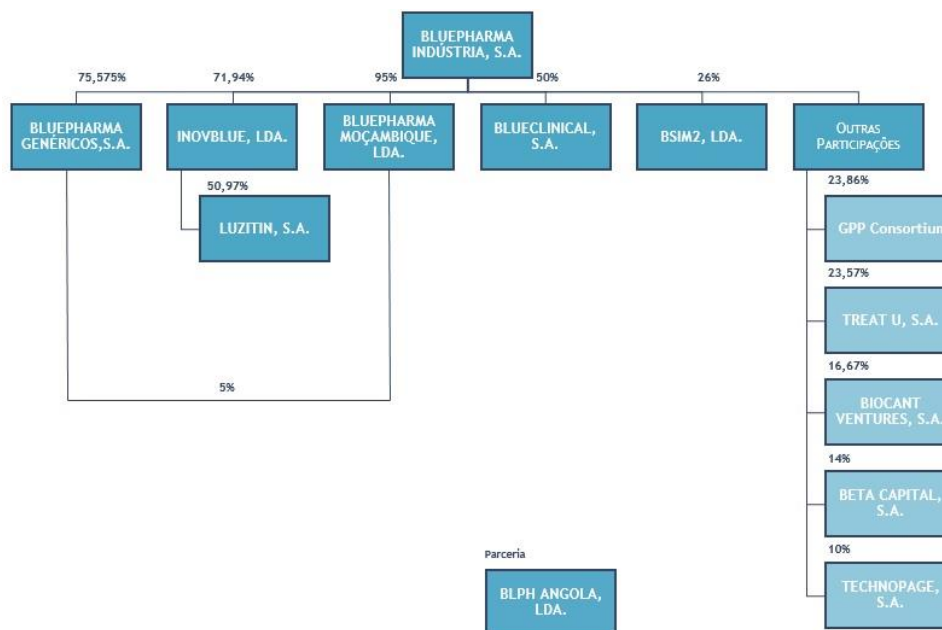 BLUEPHARMA
INDÚSTRIA, S.A.
75,575%
71,94%
95%
50%
26%
BLUEPHARMA
GENÉRICOS,S.A.
INOVBLUE, LDA.
BLUEPHARMA
MOÇAMBIQUE,
LDA.
BLUECLINICAL,
S.A.
BSIM2, LDA.
OUTRAS
PARTICIPAÇÕES
50,97%
LUZITIN, S.A.
23,86%
GPP Consortium
23,57%
TREAT U, S.A.
5%
16,67%
BIOCANT
VENTURES, S.A.
14%
BETA CAPITAL,
S.A.
Parceria
BLPH ANGOLA,
LDA.
10%
TECHNOPAGE,
S.A.